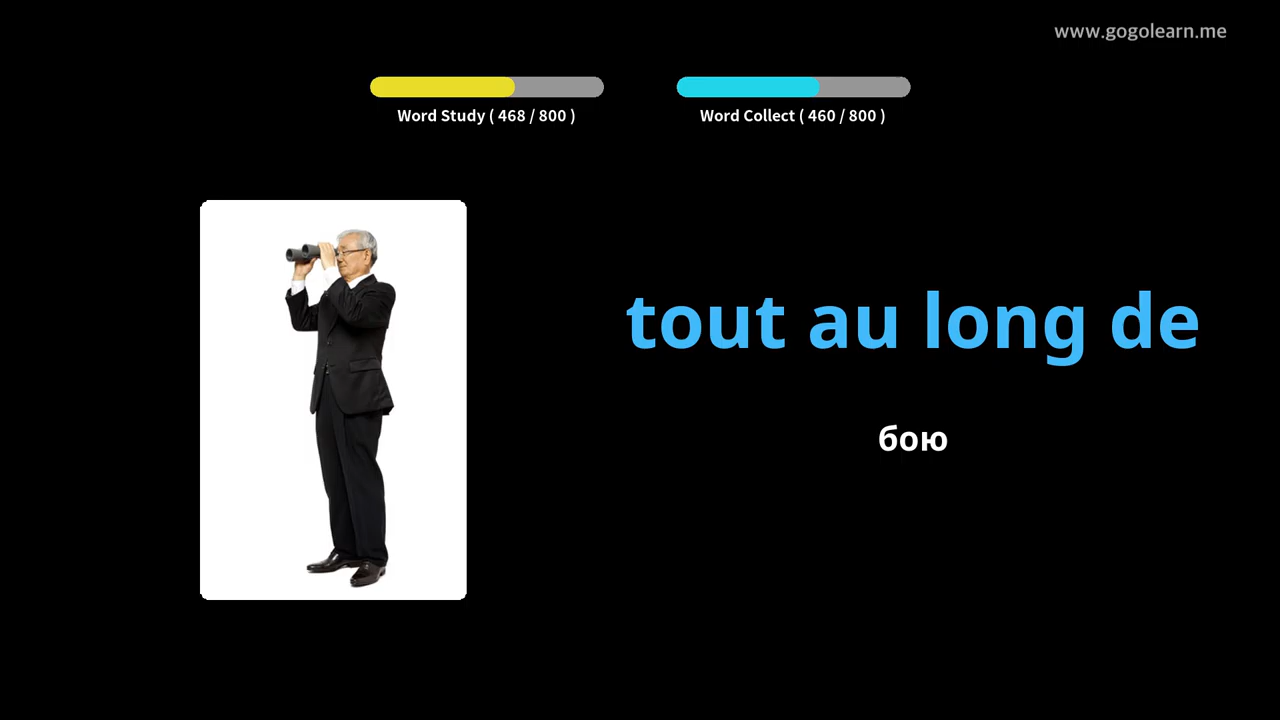 www.gogolearn.me
Word Study ( 468 / 800 )
Word Collect ( 460 / 800 )
tout au long de
бою